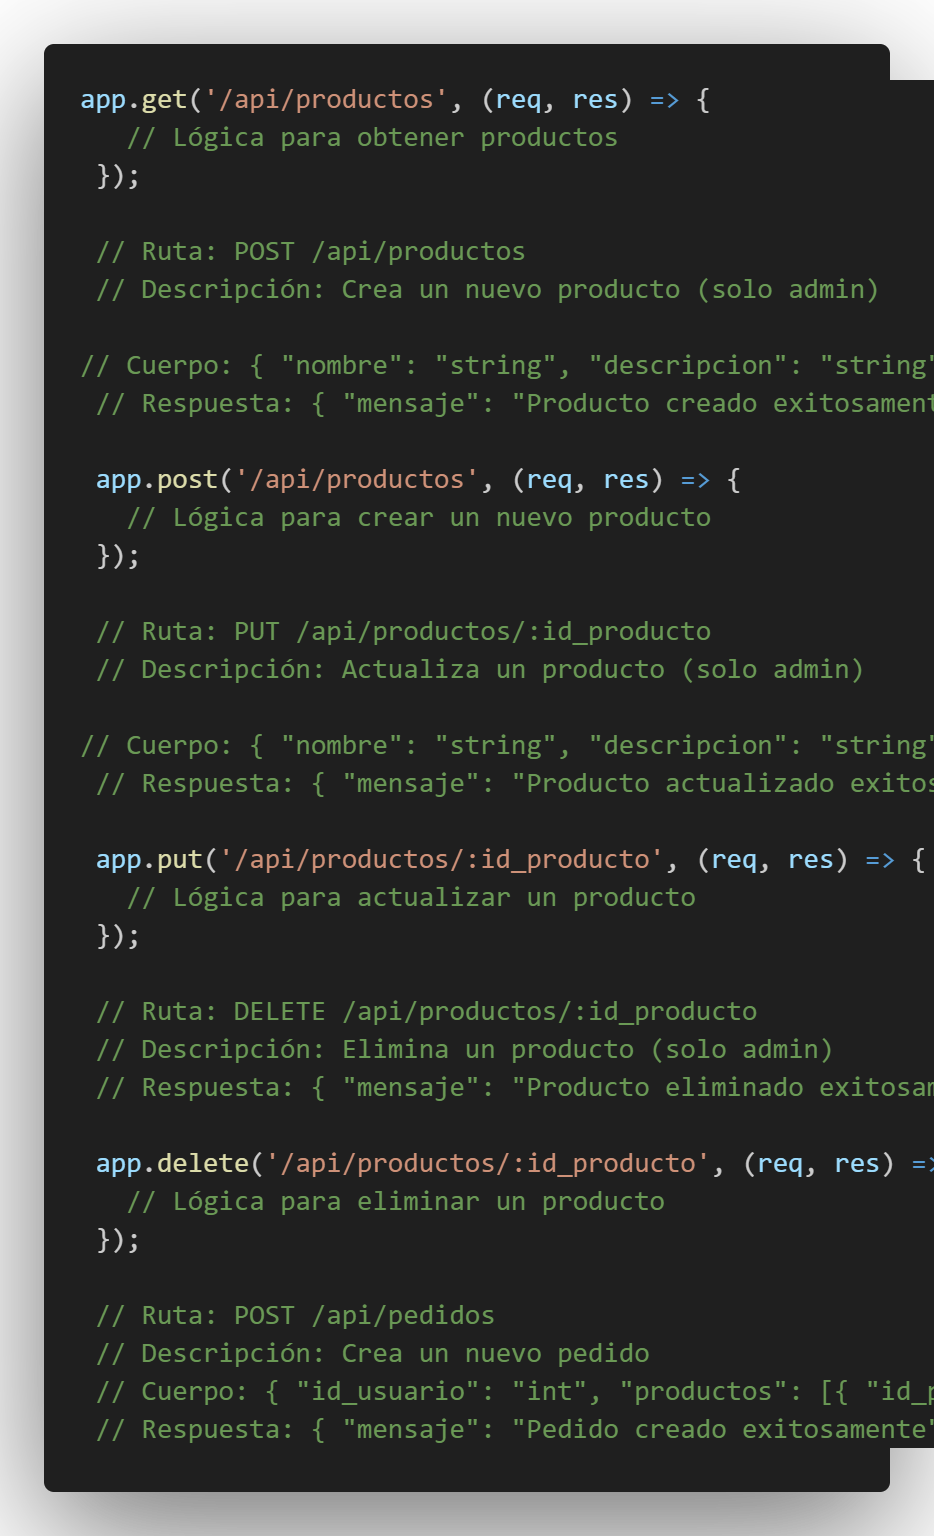 app.get('/api/productos', (req, res) => {
// Lógica para obtener productos
});
// Ruta: POST /api/productos
// Descripción: Crea un nuevo producto (solo admin)
// Cuerpo: { "nombre": "string", "descripcion": "string"
// Respuesta: { "mensaje": "Producto creado
app.post('/api/productos', (req, res) => {
// Lógica para crear un nuevo producto
});
// Ruta: PUT /api/productos/:id_producto
// Descripción: Actualiza un producto (solo admin)
// Cuerpo: { "nombre": "string", "descripcion": "string"
// Respuesta: { "mensaje": "Producto actualizado
app.put('/api/productos/:id_producto', (req, res) => {
// Lógica para actualizar un producto
});
// Ruta: DELETE /api/productos/:id_producto
// Descripción: Elimina un producto (solo admin)
// Respuesta: { "mensaje": "Producto eliminado
app.delete('/api/productos/:id_producto', (req, res) =>
// Lógica para eliminar un producto
});
// Ruta: POST /api/pedidos
// Descripción: Crea un nuevo pedido
// Cuerpo: { "id_usuario": "int", "productos": [{
// Respuesta: { "mensaje": "Pedido creado exitosamente"